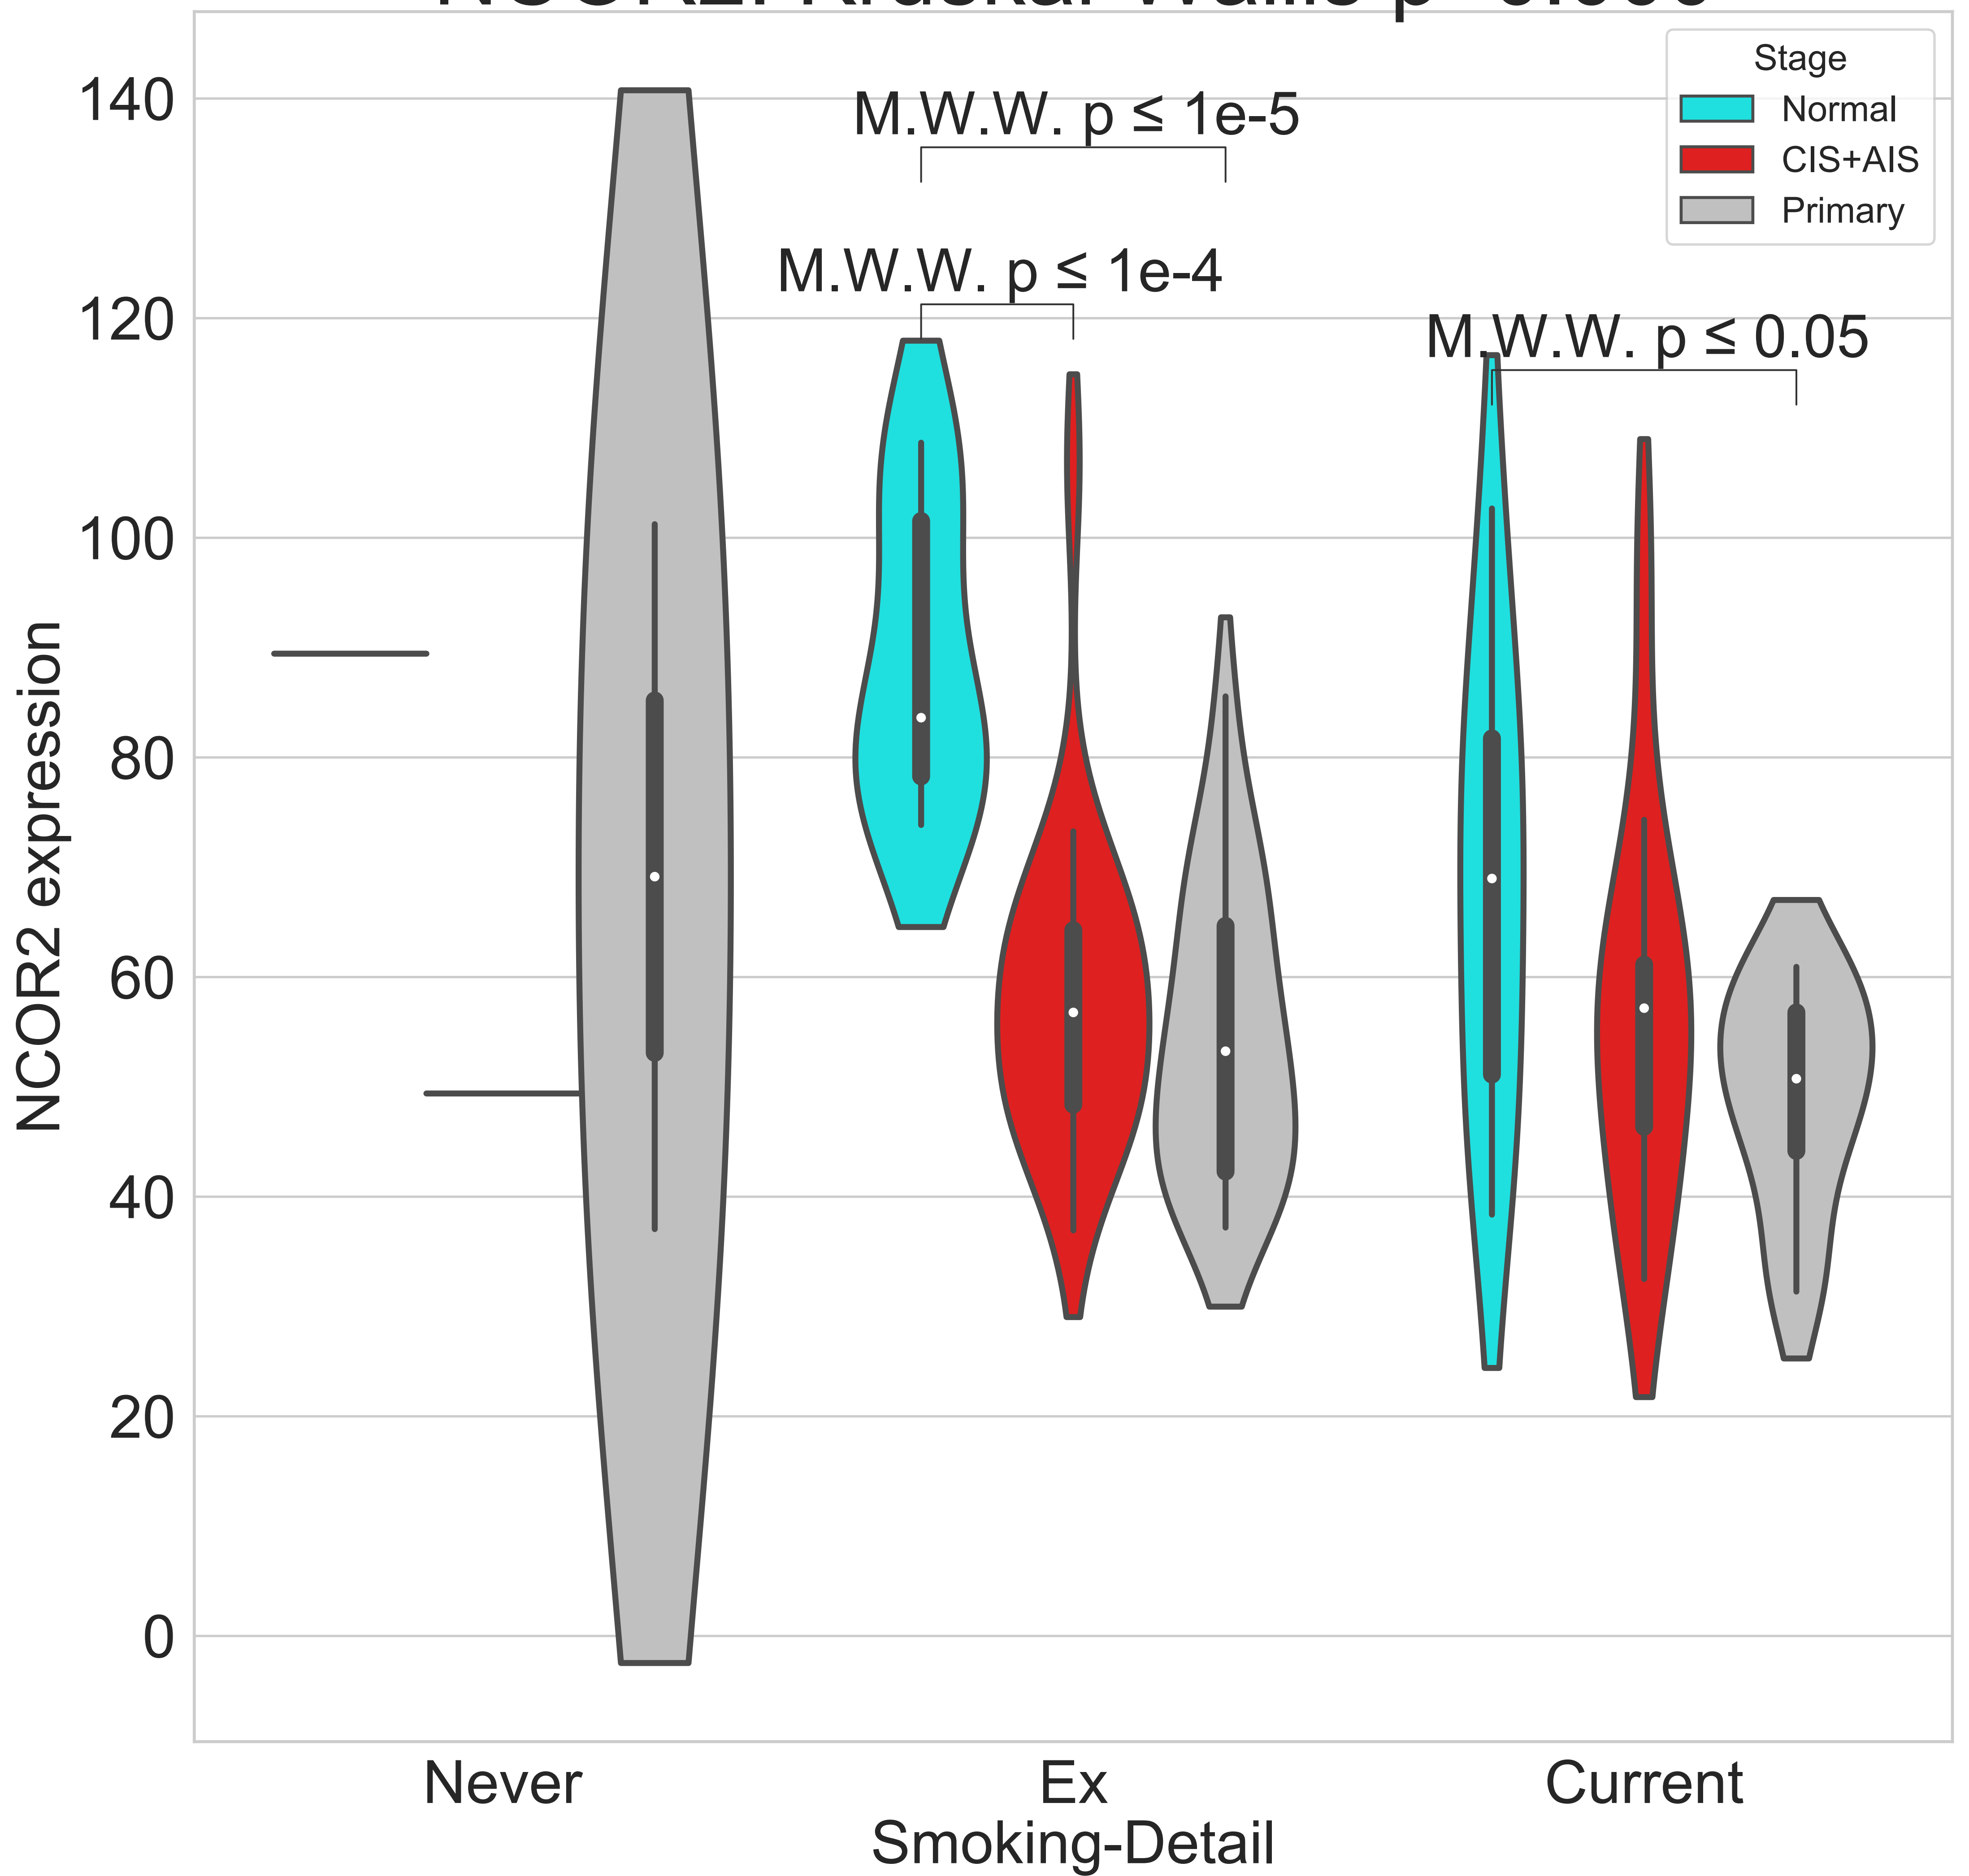 Stage
Normal
CIS+AIS
Primary
M.W.W. p ≤ 1e-5
M.W.W. p ≤ 1e-4
M.W.W. p ≤ 0.05
140
120
100
80
60
40
20
0
NCOR2 expression
Never
Ex
Current
Smoking-Detail